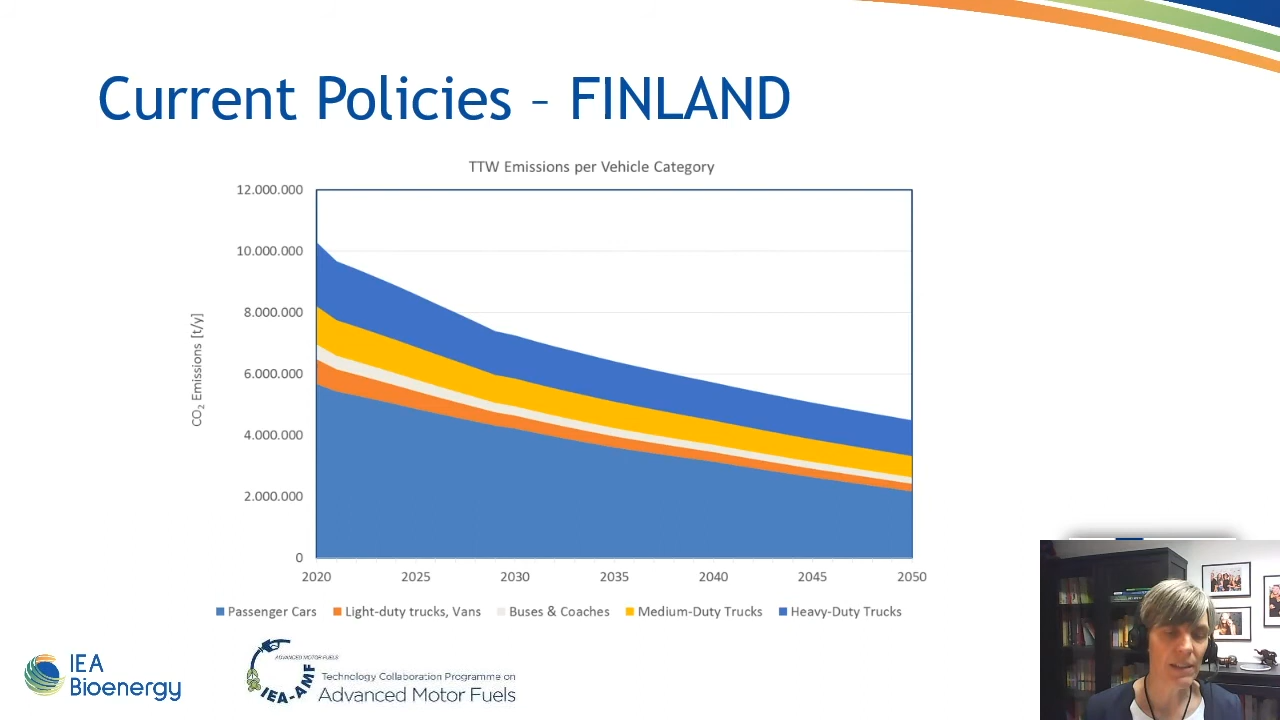 Current Policies – FINLAND
TTW Emissions per Vehicle Category
12.000.000
10.000.000
8.000.000
6.000.000
4.000.000
2.000.000
0
CO₂ Emissions [t/y]
2020 2025 2030 2035 2040 2045 2050
Passenger Cars Light-duty trucks, Vans Buses & Coaches Medium-Duty Trucks Heavy-Duty Trucks
IEA
Bioenergy
ADVANCED MOTOR FUELS
IEA-AMF
Technology Collaboration Programme on
Advanced Motor Fuels